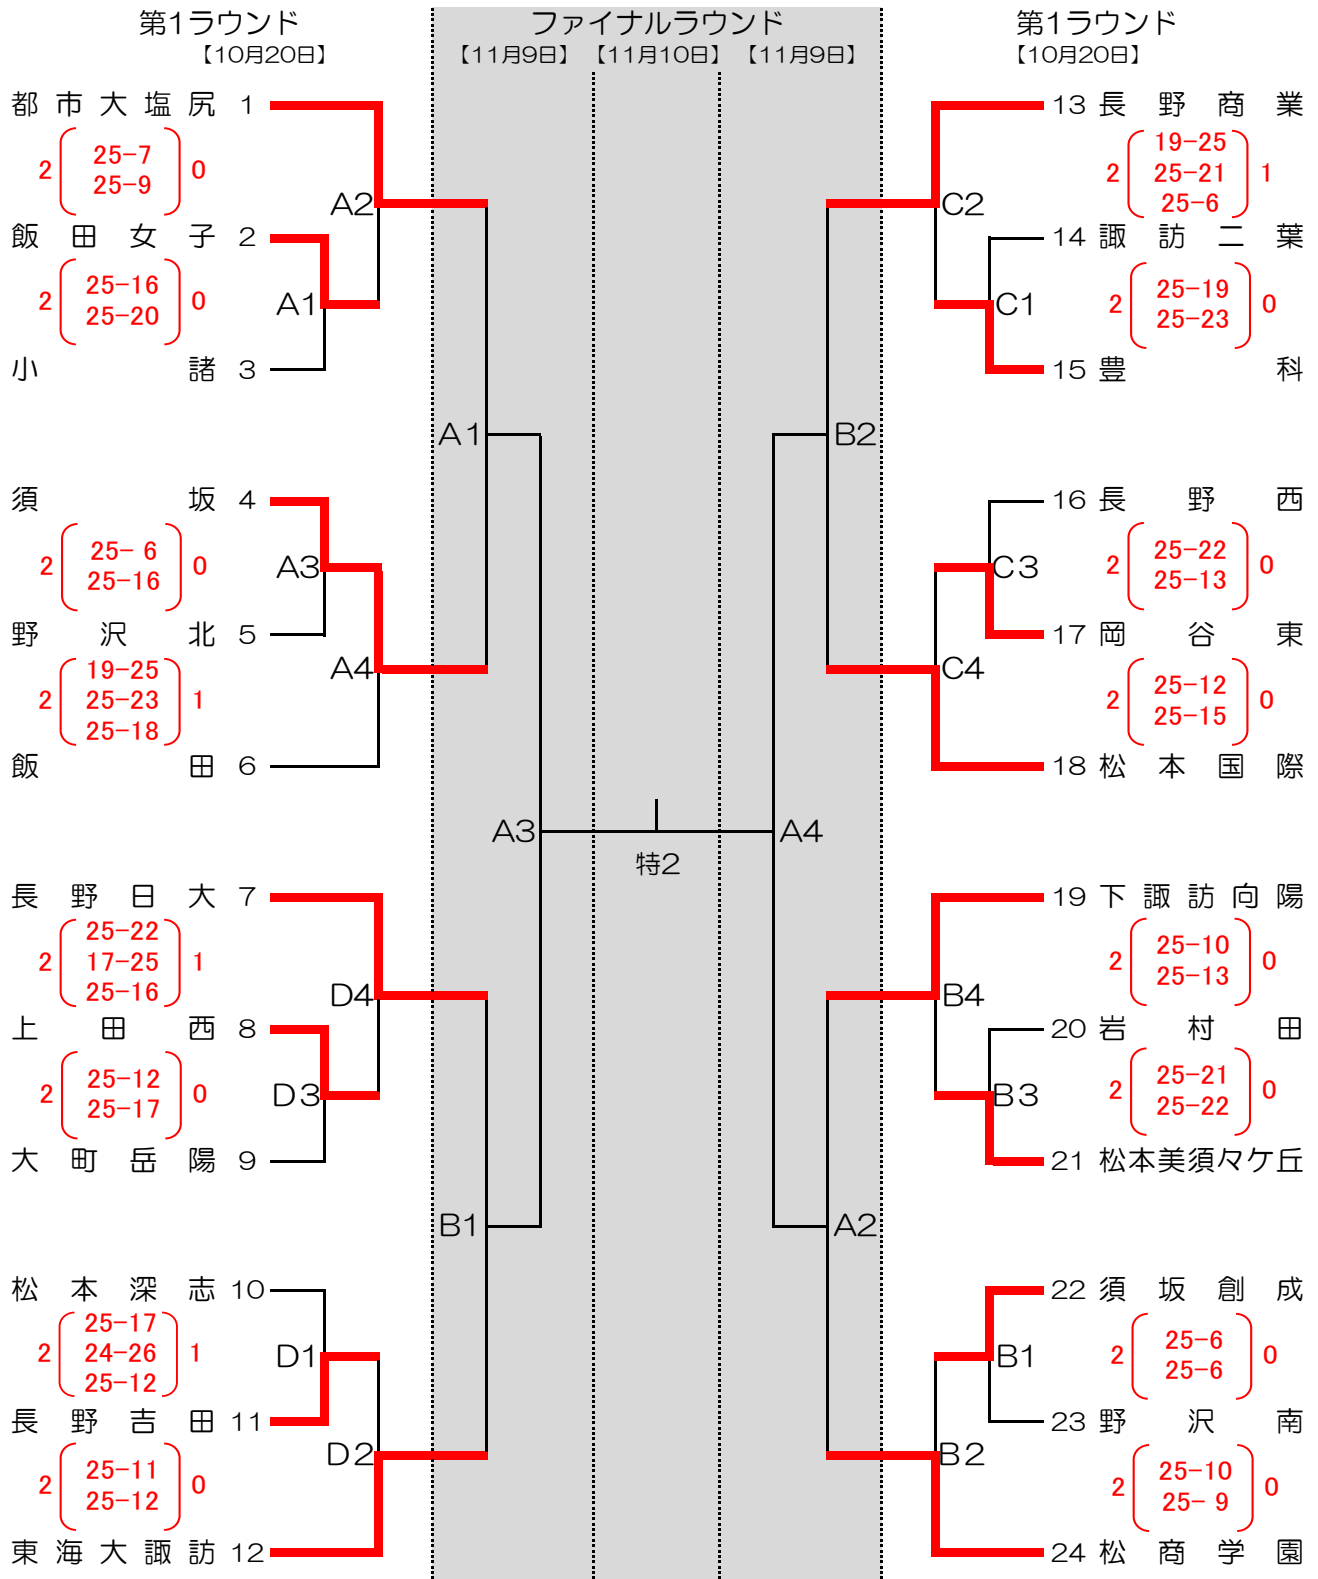 第1ラウンド
【10月20日】
ファイナルラウンド
【11月9日】 【11月10日】 【11月9日】
第1ラウンド
【10月20日】
都市大塩尻 1
2 25-7 0
25-9
A2
飯田女子 2
2 25-16 0
25-20
A1
小諸 3
A1
須坂 4
2 25- 6 0
25-16
A3
野沢北 5
2 19-25 1
25-23
25-18
A4
飯田 6
A3
長野日大 7
2 25-22 1
17-25
25-16
D4
上田西 8
2 25-12 0
25-17
D3
大町岳陽 9
B1
松本深志 10
2 25-17 1
24-26
25-12
D1
長野吉田 11
2 25-11 0
25-12
D2
東海大諏訪 12
特2
13 長野商業
2 19-25 1
25-21
25-6
C2
14 諏訪二葉
2 25-19 0
25-23
C1
15 豊科
B2
16 長野西
2 25-22 0
25-13
C3
17 岡谷東
2 25-12 0
25-15
C4
18 松本国際
A4
19 下諏訪向陽
2 25-10 0
25-13
B4
20 岩村田
2 25-21 0
25-22
B3
21 松本美須々ケ丘
A2
22 須坂創成
2 25-6 0
25-6
B1
23 野沢南
2 25-10 0
25- 9
B2
24 松商学園